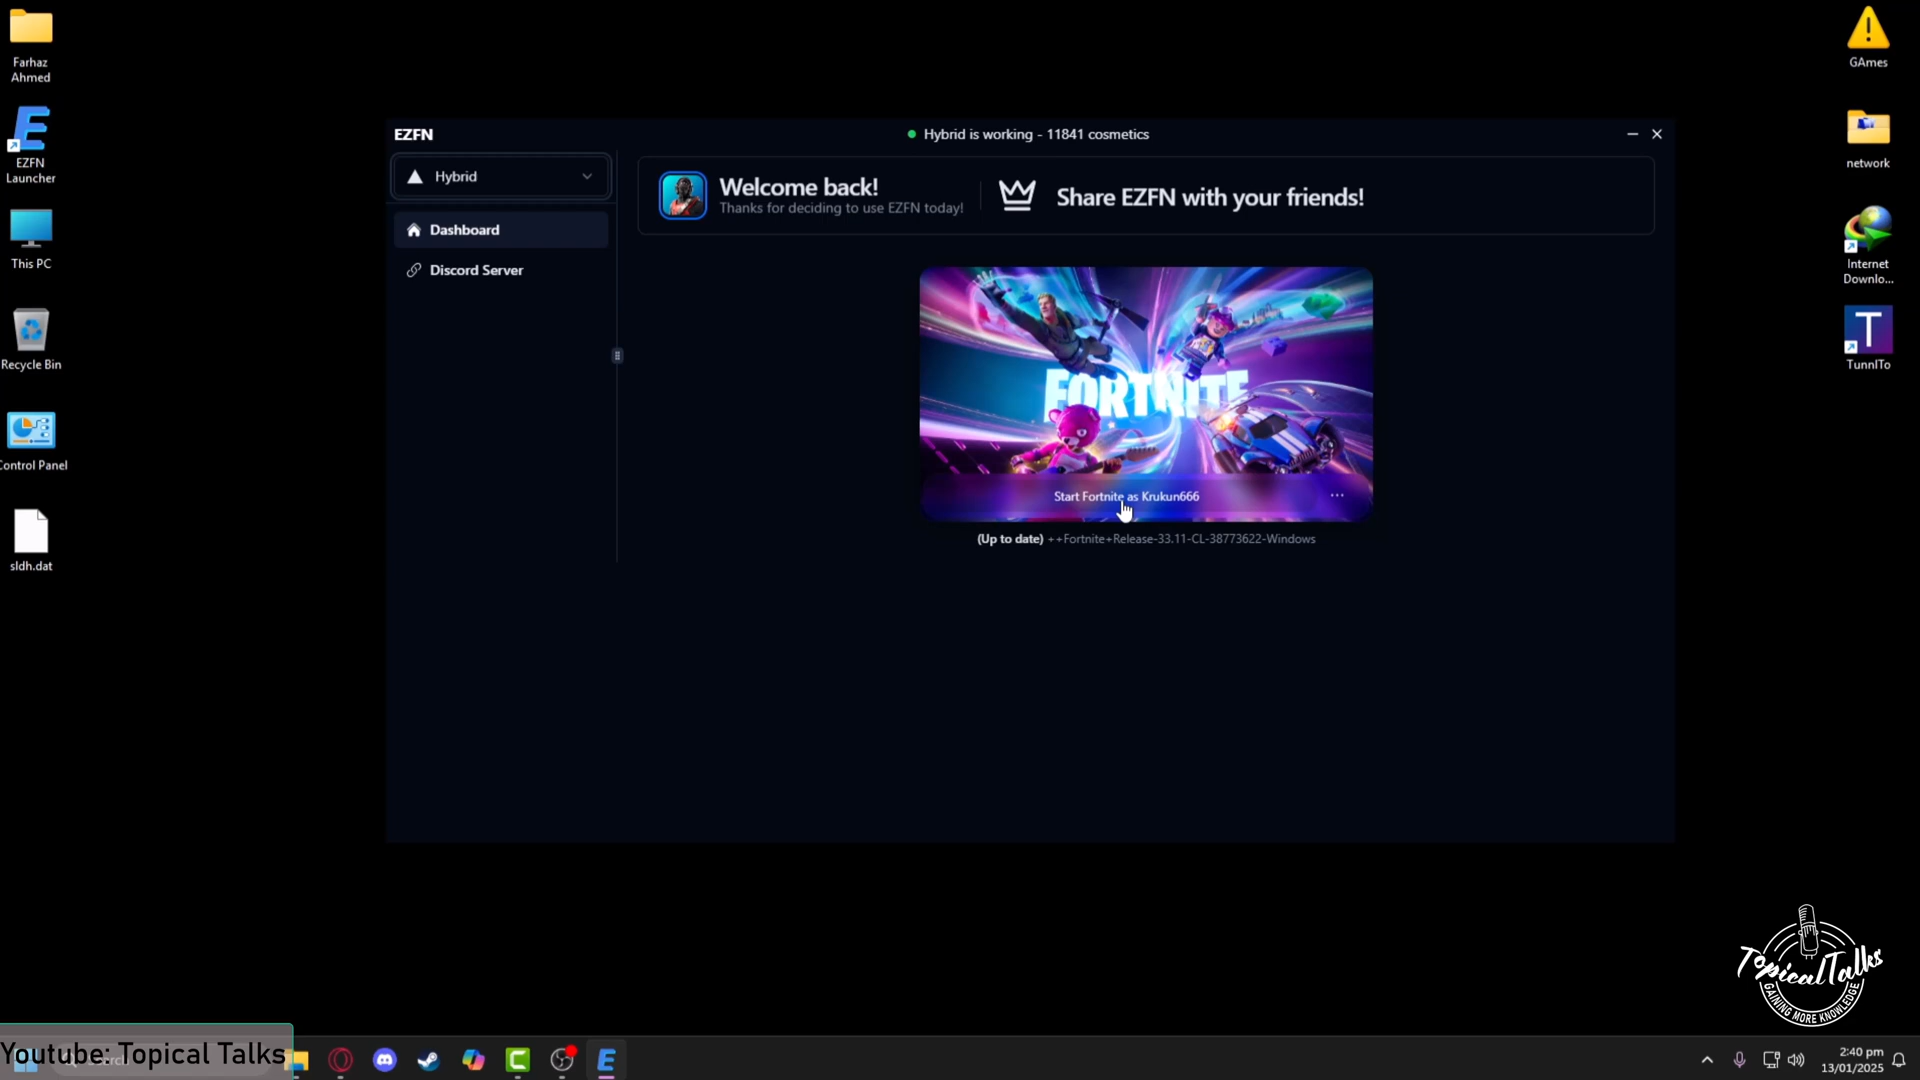 Farhaz
Ahmed
EZFN
Launcher
This PC
Recycle Bin
Control Panel
sldh.dat
EZFN
Hybrid is working - 11841 cosmetics
Hybrid
Dashboard
Discord Server
Welcome back!
Thanks for deciding to use EZFN today!
Share EZFN with your friends!
FORTNITE
Start Fortnite as Krukun666
(Up to date) ++Fortnite+Release-33.11-CL-38773622-Windows
GAmes
network
Internet
Downlo...
T
TunnlTo
Topical Talks
GAINING MORE KNOWLEDGE
Youtube: Topical Talks
2:40 pm
13/01/2025